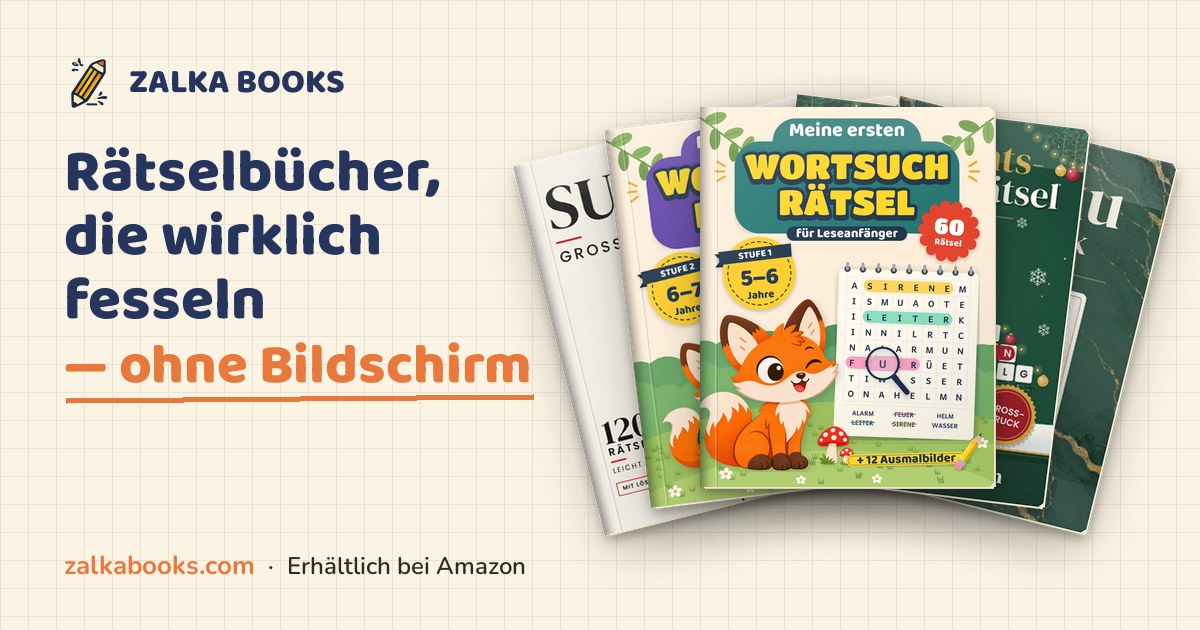 ZALKA BOOKS
Rätselbücher,
die wirklich
fesseln
— ohne Bildschirm
zalkabooks.com · Erhältlich bei Amazon
120
LEICHT
STUFE 2
6–7
Jahre
Meine ersten
WORTSUCH
RÄTSEL
für Leseanfänger
60
Rätsel
STUFE 1
5–6
Jahre
A S I R E N E M
I S M U A O T E
I L E I T E R K
I N N I L R T C
F U R Ü E T
O N A H E L M N
ALARM FEUER HELM
LEITER SIRENE WASSER
+ 12 Ausmalbilder